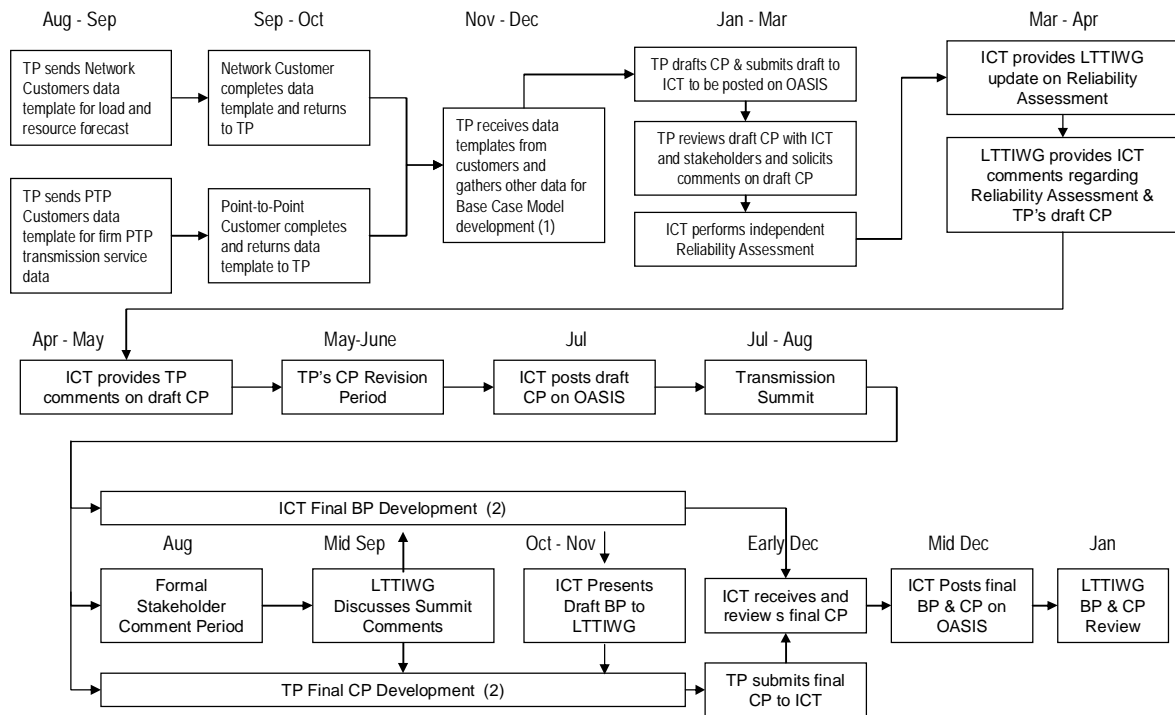 Aug - Sep
Sep - Oct
Nov - Dec
Jan - Mar
Mar - Apr
TP sends Network
Customers data
template for load and
resource forecast
Network Customer
completes data
template and returns
to TP
TP sends PTP
Customers data
template for firm PTP
transmission service
data
Point-to-Point
Customer completes
and returns data
template to TP
TP receives data
templates from
customers and
gathers other data for
Base Case Model
development (1)
TP drafts CP & submits draft to
ICT to be posted on OASIS
TP reviews draft CP with ICT
and stakeholders and solicits
comments on draft CP
ICT performs independent
Reliability Assessment
ICT provides LTTIWG
update on Reliability
Assessment
LTTIWG provides ICT
comments regarding
Reliability Assessment &
TP's draft CP
Apr - May
May-June
Jul
Jul - Aug
ICT provides TP
comments on draft CP
TP's CP Revision
Period
ICT posts draft
CP on OASIS
Transmission
Summit
ICT Final BP Development (2)
Aug
Mid Sep
Oct - Nov
Early Dec
Mid Dec
Jan
Formal
Stakeholder
Comment Period
LTTIWG
Discusses Summit
Comments
ICT Presents
Draft BP to
LTTIWG
ICT receives and
review s final CP
ICT Posts final
BP & CP on
OASIS
LTTIWG
BP & CP
Review
TP Final CP Development (2)
TP submits final
CP to ICT